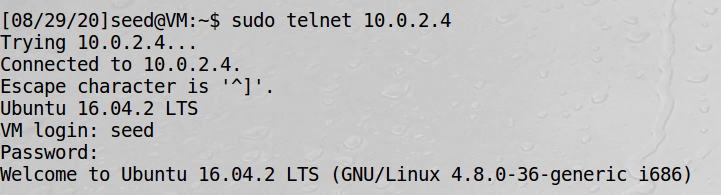 [08/29/20]seed@VM:~$ sudo telnet 10.0.2.4
Trying 10.0.2.4...
Connected to 10.0.2.4.
Escape character is '^]'.
Ubuntu 16.04.2 LTS
VM login: seed
Password:
Welcome to Ubuntu 16.04.2 LTS (GNU/Linux 4.8.0-36-generic i686)